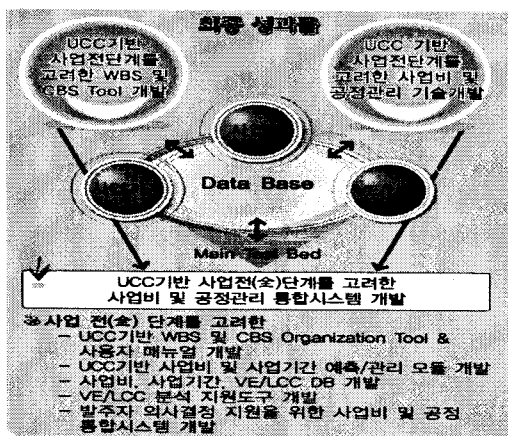 최종 성과물
UCC기반
사업전단계를
고려한 WBS 및
CBS Tool 개발
UCC 기반
사업전단계를
고려한 사업비 및
공정관리 기술개발
Data Base
Main Test Bed
UCC기반 사업전(全)단계를 고려한
사업비 및 공정관리 통합시스템 개발
사업 전(全) 단계를 고려한
– UCC기반 WBS 및 CBS Organization Tool &
사용자 매뉴얼 개발
– UCC기반 사업비 및 사업기간 예측/관리 모듈 개발
– 사업비, 사업기간, VE/LCC DB 개발
– VE/LCC 분석 지원도구 개발
– 발주자 의사결정 지원을 위한 사업비 및 공정
통합시스템 개발